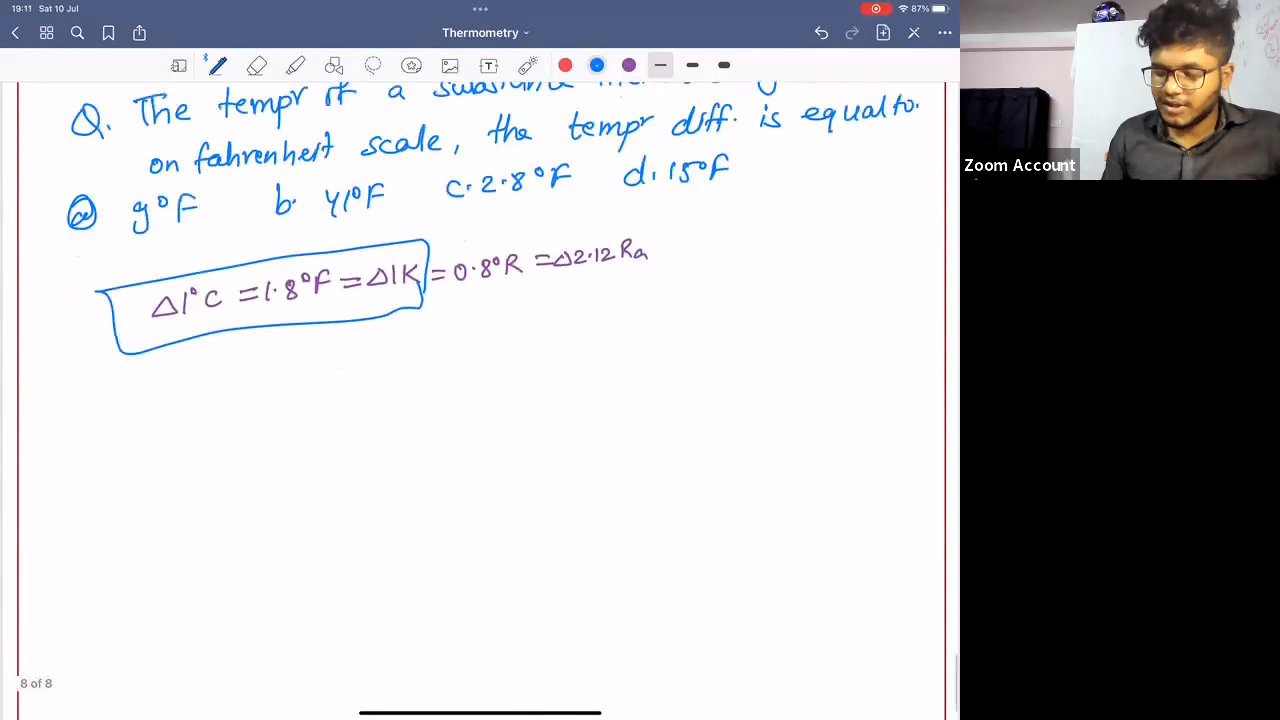 19:11 Sat 10 Jul
87%
Thermometry
Q. The tempr of a substance
on fahrenheit scale, the tempr diff. is equal to.
a 9°F b. 41°F c. 2.8°F d. 15°F
Δ1°C = 1.8°F = Δ1K = 0.8°R = Δ2.12 Ra
8 of 8
Zoom Account